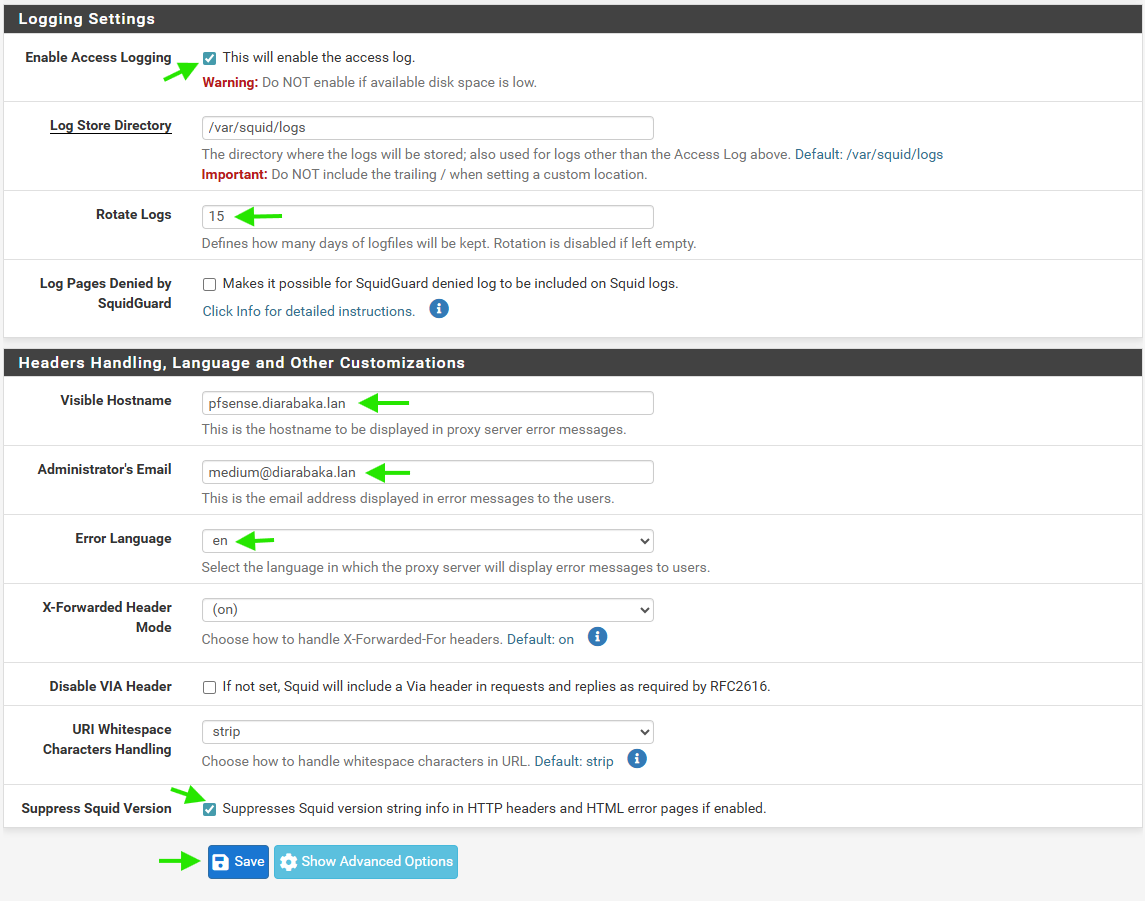 Logging Settings
Enable Access Logging
This will enable the access log.
Warning: Do NOT enable if available disk space is low.
Log Store Directory
/var/squid/logs
The directory where the logs will be stored; also used for logs other than the Access Log above. Default: /var/squid/logs
Important: Do NOT include the trailing / when setting a custom location.
Rotate Logs
15
Defines how many days of logfiles will be kept. Rotation is disabled if left empty.
Log Pages Denied by
SquidGuard
Makes it possible for SquidGuard denied log to be included on Squid logs.
Click Info for detailed instructions.
Headers Handling, Language and Other Customizations
Visible Hostname
pfsense.diarabaka.lan
This is the hostname to be displayed in proxy server error messages.
Administrator's Email
medium@diarabaka.lan
This is the email address displayed in error messages to the users.
Error Language
en
Select the language in which the proxy server will display error messages to users.
X-Forwarded Header
Mode
(on)
Choose how to handle X-Forwarded-For headers. Default: on
Disable VIA Header
If not set, Squid will include a Via header in requests and replies as required by RFC2616.
URI Whitespace
Characters Handling
strip
Choose how to handle whitespace characters in URL. Default: strip
Suppress Squid Version
Suppresses Squid version string info in HTTP headers and HTML error pages if enabled.
Save
Show Advanced Options